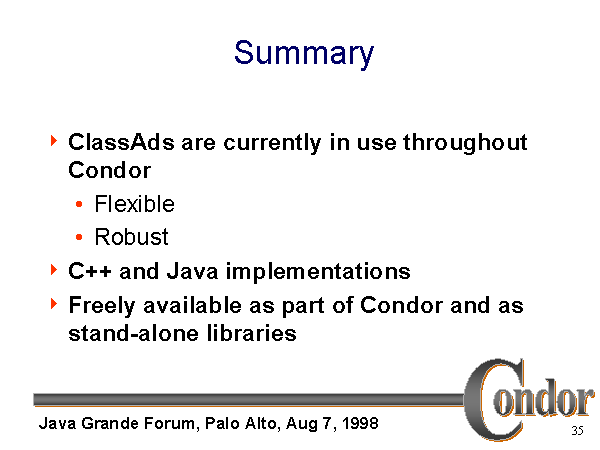 Summary
ClassAds are currently in use throughout
Condor
• Flexible
• Robust
C++ and Java implementations
Freely available as part of Condor and as
stand-alone libraries
Condor
Java Grande Forum, Palo Alto, Aug 7, 1998
35